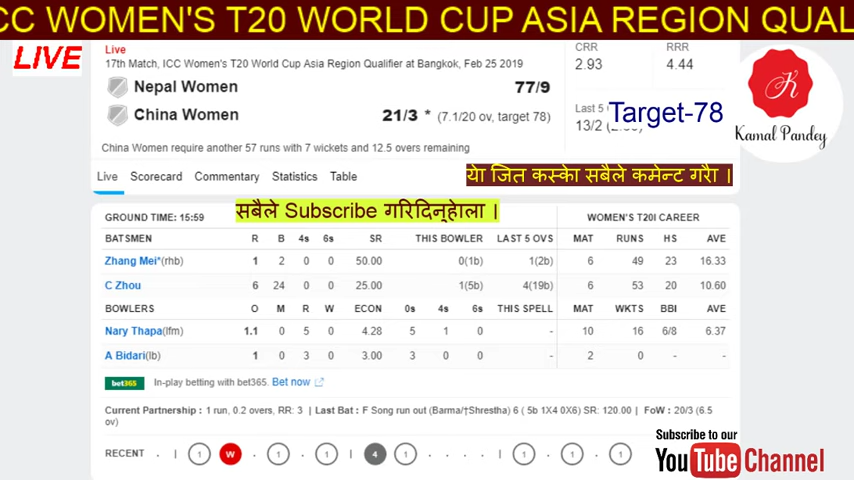 CC WOMEN'S T20 WORLD CUP ASIA REGION QUAL
LIVE
Live
17th Match, ICC Women's T20 World Cup Asia Region Qualifier at Bangkok, Feb 25 2019
Nepal Women 77/9
China Women 21/3 * (7.1/20 ov, target 78)
China Women require another 57 runs with 7 wickets and 12.5 overs remaining
CRR RRR
2.93 4.44
Last 5
13/2
Target-78
K
Kamal Pandey
Live Scorecard Commentary Statistics Table
यो जित कस्को सबैले कमेन्ट गरौ ।
सबैले Subscribe गरिदिन्होला ।
GROUND TIME: 15:59 WOMEN'S T20I CAREER
BATSMEN R B 4s 6s SR THIS BOWLER LAST 5 OVS MAT RUNS HS AVE
Zhang Mei*(rhb) 1 2 0 0 50.00 0(1b) 1(2b) 6 49 23 16.33
C Zhou 6 24 0 0 25.00 1(5b) 4(19b) 6 53 20 10.60
BOWLERS O M R W ECON 0s 4s 6s THIS SPELL MAT WKTS BBI AVE
Nary Thapa(lfm) 1.1 0 5 0 4.28 5 1 0 - 10 16 6/8 6.37
A Bidari(lb) 1 0 3 0 3.00 3 0 0 - 2 0 - -
bet365 In-play betting with bet365. Bet now
Current Partnership : 1 run, 0.2 overs, RR: 3 | Last Bat : F Song run out (Barma/†Shrestha) 6 ( 5b 1X4 0X6) SR: 120.00 | FoW : 20/3 (6.5
ov)
RECENT . | 1 W . 1 . 1 | 4 1 . . . . | 1 . 1 . 1
Subscribe to our
YouTube Channel